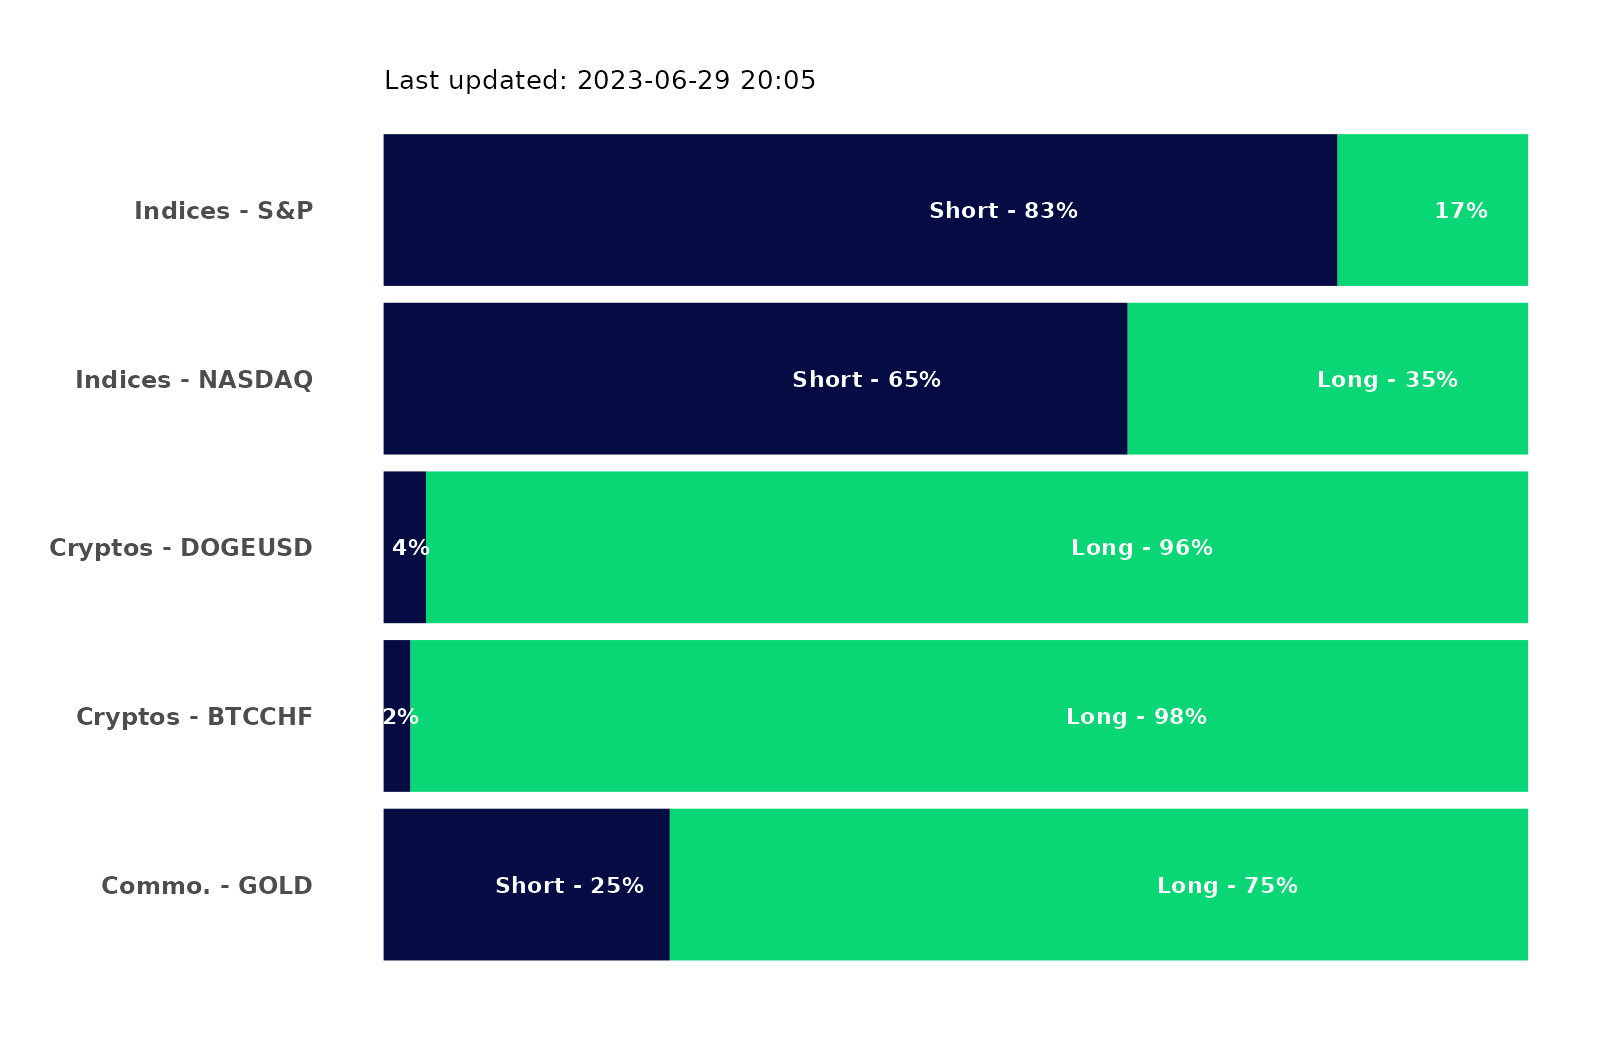 Last updated: 2023-06-29 20:05
Indices - S&P Short - 83% 17%
Indices - NASDAQ Short - 65% Long - 35%
Cryptos - DOGEUSD 4% Long - 96%
Cryptos - BTCCHF 2% Long - 98%
Commo. - GOLD Short - 25% Long - 75%